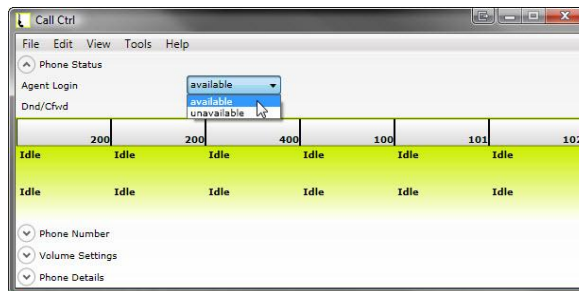 Call Ctrl
File Edit View Tools Help
Phone Status
Agent Login available
available
Dnd/Cfwd unavailable
200 200 400 100 101 102
Idle Idle Idle Idle Idle Idle
Idle Idle Idle Idle Idle Idle
Phone Number
Volume Settings
Phone Details